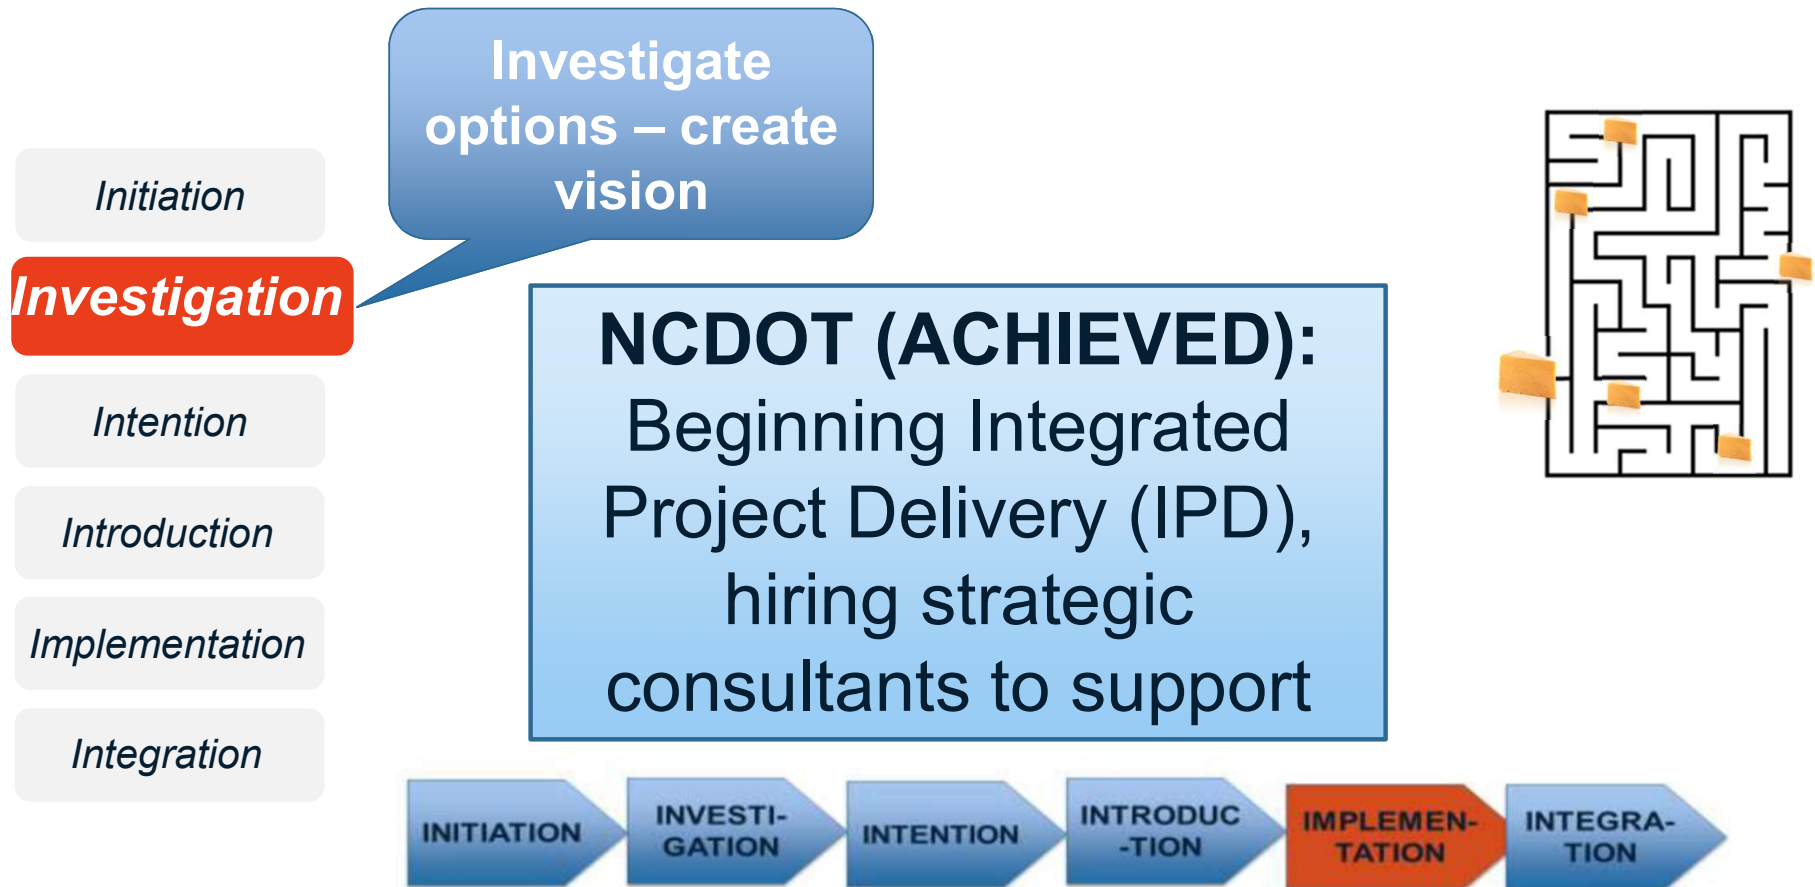 Investigate
options – create
vision
Initiation
Investigation
Intention
Introduction
Implementation
Integration
NCDOT (ACHIEVED):
Beginning Integrated
Project Delivery (IPD),
hiring strategic
consultants to support
INITIATION
INVESTI-
GATION
INTENTION
INTRODUC
-TION
IMPLEMEN-
TATION
INTEGRA-
TION